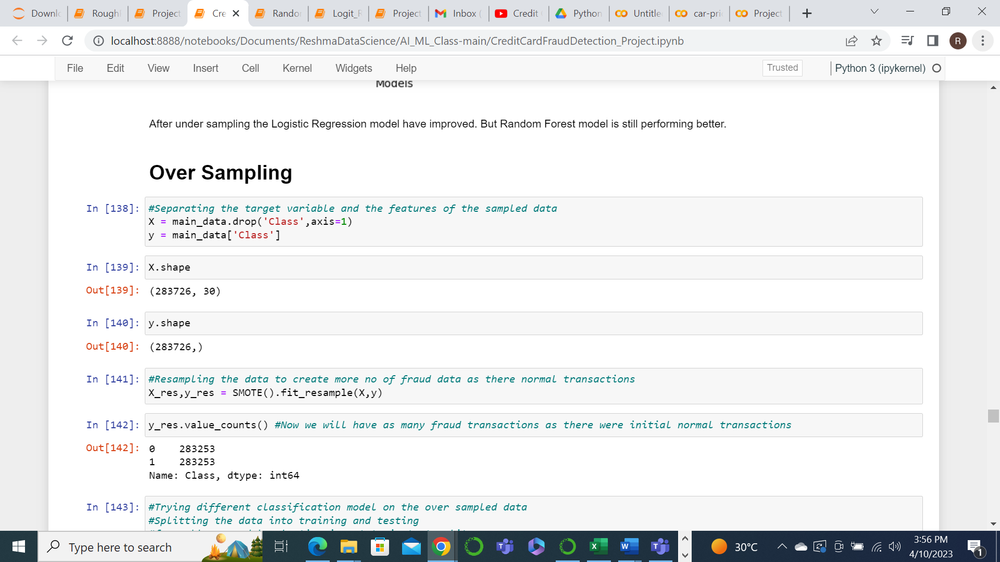 Downlo
Rough
Project
Cre
Rando
Logit_R
Project
Inbox (
Credit
Python
Untitle
car-pri
Project
localhost:8888/notebooks/Documents/ReshmaDataScience/AI_ML_Class-main/CreditCardFraudDetection_Project.ipynb
R
File Edit View Insert Cell Kernel Widgets Help
Trusted
Python 3 (ipykernel)
Models
After under sampling the Logistic Regression model have improved. But Random Forest model is still performing better.
Over Sampling
In [138]: #Separating the target variable and the features of the sampled data
X = main_data.drop('Class',axis=1)
y = main_data['Class']
In [139]: X.shape
Out[139]: (283726, 30)
In [140]: y.shape
Out[140]: (283726,)
In [141]: #Resampling the data to create more no of fraud data as there normal transactions
X_res,y_res = SMOTE().fit_resample(X,y)
In [142]: y_res.value_counts() #Now we will have as many fraud transactions as there were initial normal transactions
Out[142]: 0 283253
1 283253
Name: Class, dtype: int64
In [143]: #Trying different classification model on the over sampled data
#Splitting the data into training and testing
Type here to search
30°C
3:56 PM
4/10/2023
1